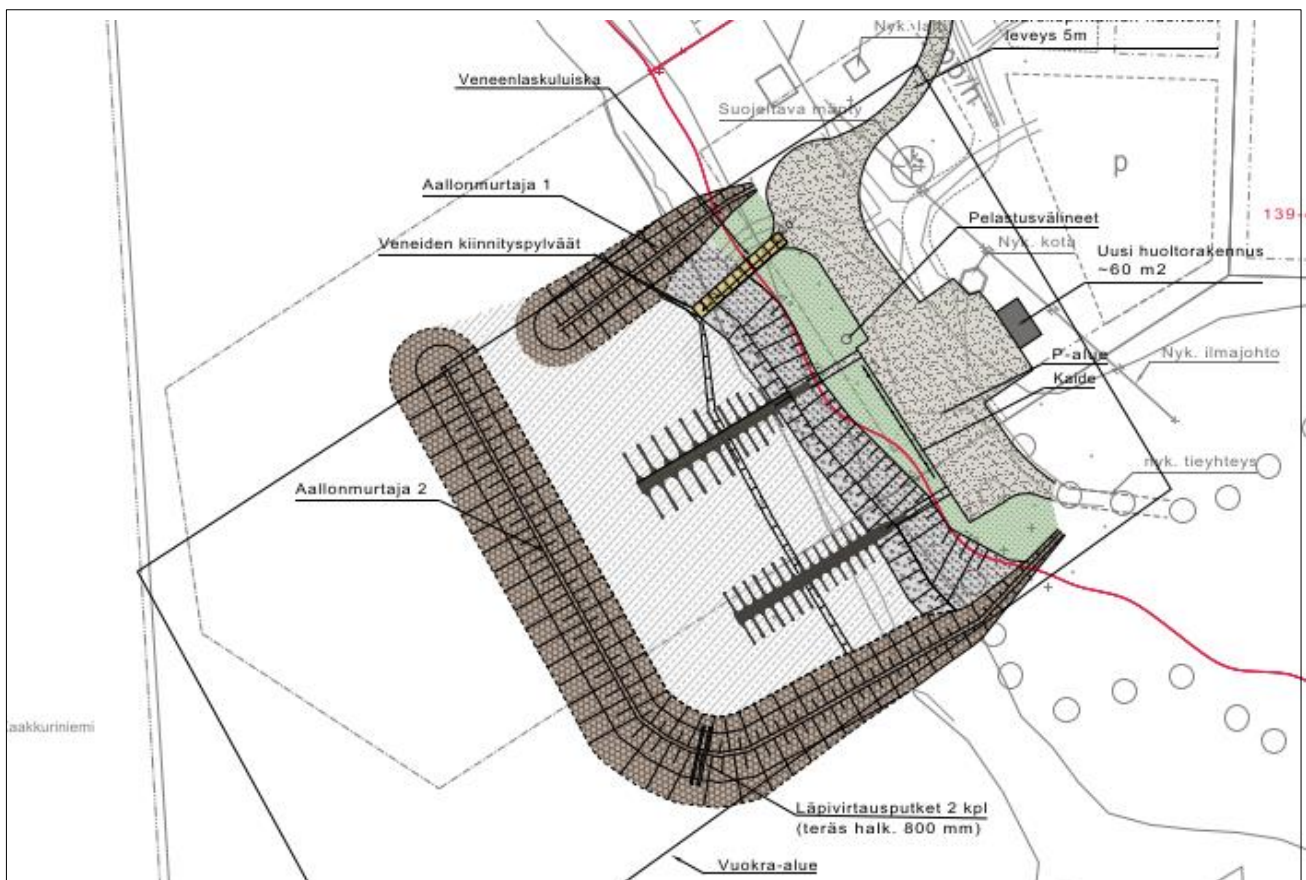 leveys 5m
Veneenlaskuluiska
Suojeltava mänty
p
Aallonmurtaja 1
Pelastusvälineet
139-
Veneiden kiinnityspylväät
Nyk. kota
Uusi huoltorakennus
~60 m2
P-alue
Nyk. ilmajohto
Kaide
nyk. tieyhteys
Aallonmurtaja 2
aakkuriniemi
Läpivirtausputket 2 kpl
(teräs halk. 800 mm)
Vuokra-alue